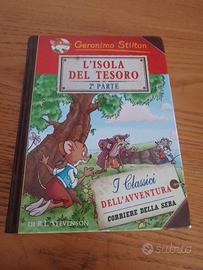 Geronimo Stilton
L'ISOLA
DEL TESORO
2ª PARTE
I Classici
DELL'AVVENTURA
CORRIERE DELLA SERA
DI R.L. STEVENSON
subito